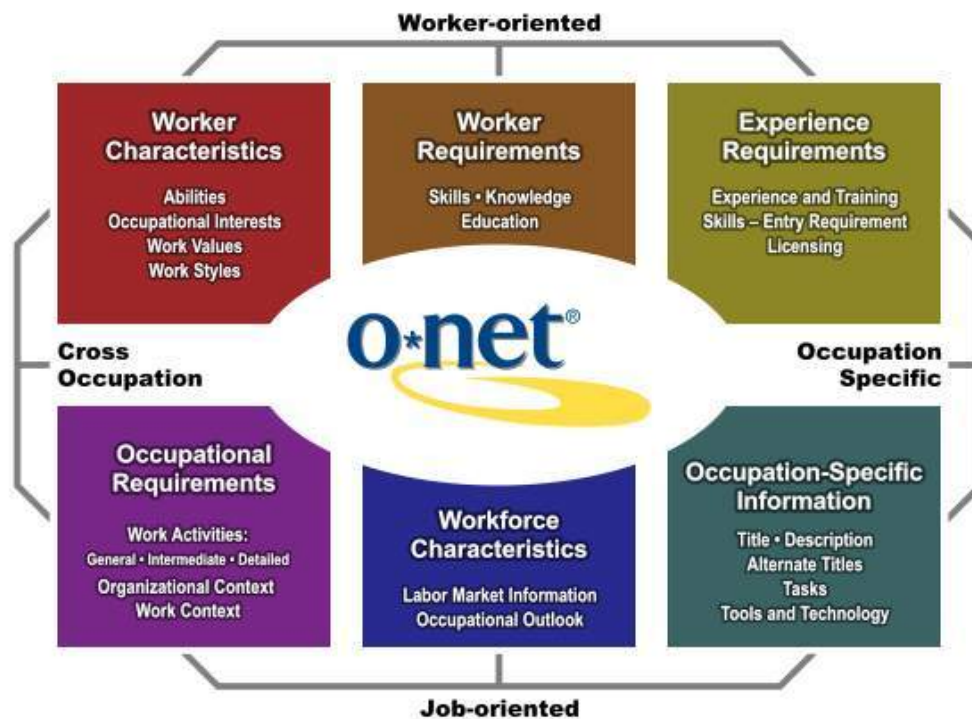 Worker-oriented
Worker
Characteristics
Abilities
Occupational Interests
Work Values
Work Styles
Worker
Requirements
Skills • Knowledge
Education
Experience
Requirements
Experience and Training
Skills – Entry Requirement
Licensing
Cross
Occupation
o*net®
Occupation
Specific
Occupational
Requirements
Work Activities:
General • Intermediate • Detailed
Organizational Context
Work Context
Workforce
Characteristics
Labor Market Information
Occupational Outlook
Occupation-Specific
Information
Title • Description
Alternate Titles
Tasks
Tools and Technology
Job-oriented